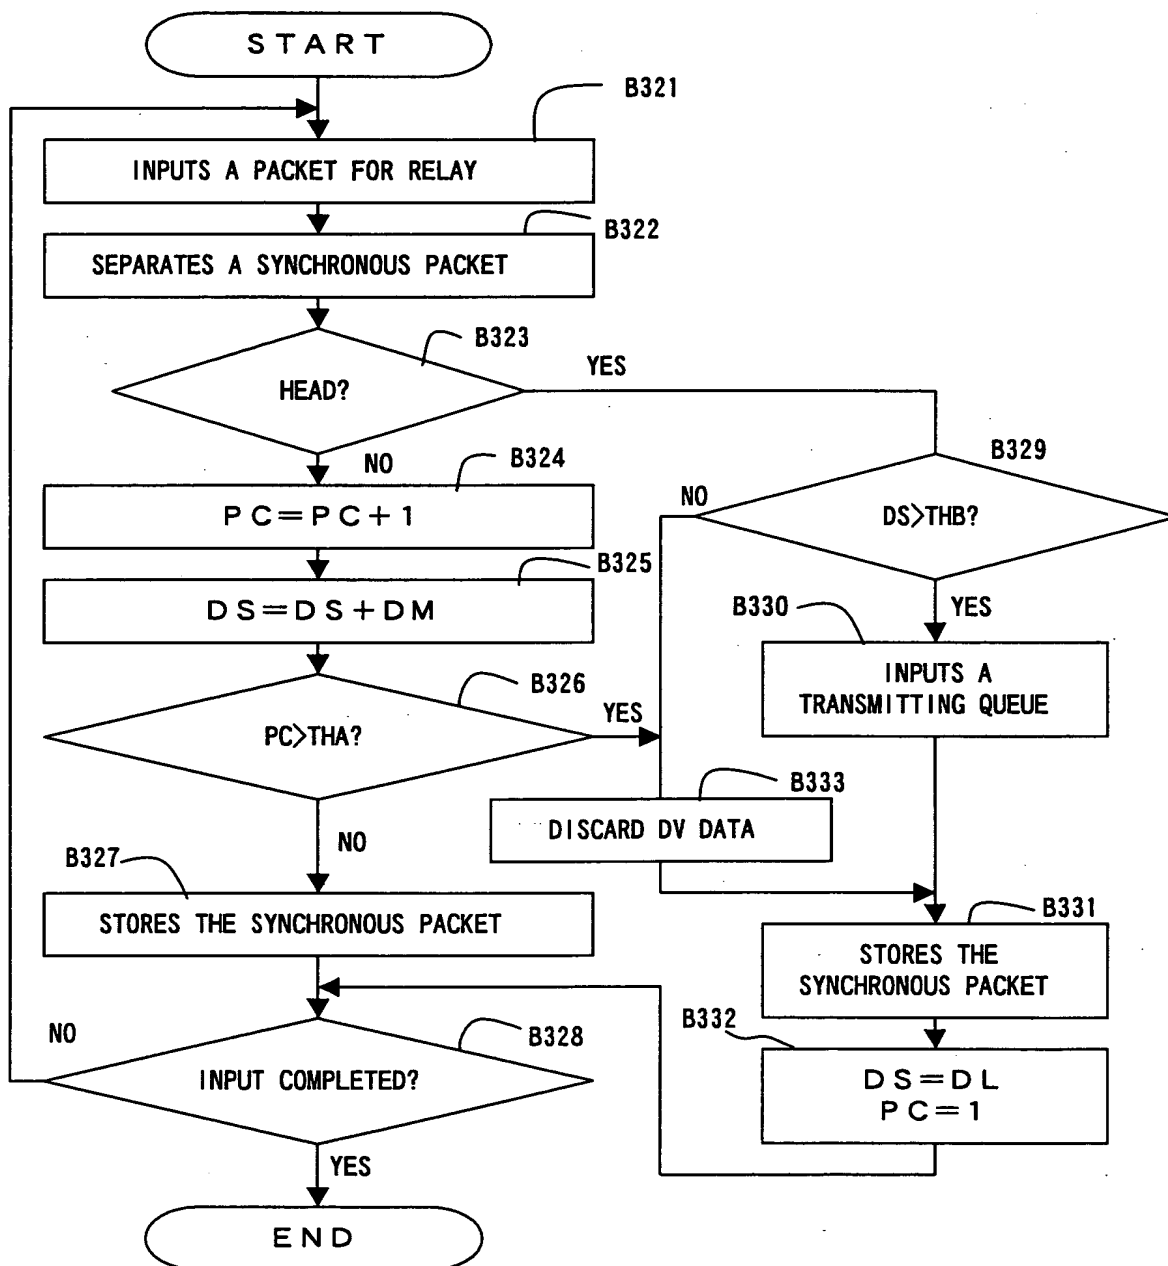 START
B321
INPUTS A PACKET FOR RELAY
B322
SEPARATES A SYNCHRONOUS PACKET
B323
HEAD?
YES
NO
B324
PC=PC+1
B325
DS=DS+DM
B326
PC>THA?
YES
NO
B327
STORES THE SYNCHRONOUS PACKET
B328
INPUT COMPLETED?
NO
YES
END
B329
DS>THB?
NO
YES
B330
INPUTS A
TRANSMITTING QUEUE
B333
DISCARD DV DATA
B331
STORES THE
SYNCHRONOUS PACKET
B332
DS=DL
PC=1